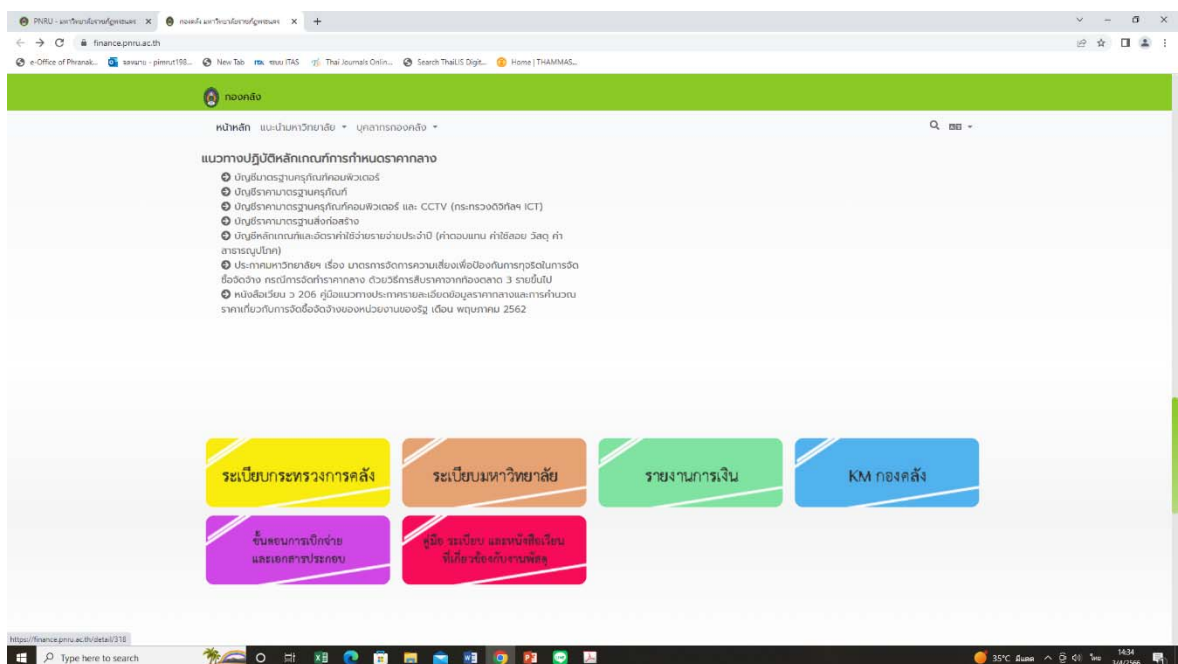 PNRU - มหาวิทยาลัยราชภัฏพระนคร
กองคลัง มหาวิทยาลัยราชภัฏพระนคร
finance.pnru.ac.th
e-Office of Phranak...
New Tab
ระบบ ITAS
Thai Journals Onlin...
Search ThaiLIS Digit...
Home | THAMMAS...
กองคลัง
หน้าหลัก แนะนำมหาวิทยาลัย บุคลากรกองคลัง
แนวทางปฏิบัติหลักเกณฑ์การกำหนดราคากลาง
บัญชีมาตรฐานครุภัณฑ์คอมพิวเตอร์
บัญชีราคามาตรฐานครุภัณฑ์
บัญชีราคามาตรฐานครุภัณฑ์คอมพิวเตอร์ และ CCTV (กระทรวงดิจิทัลฯ ICT)
บัญชีราคามาตรฐานสิ่งก่อสร้าง
บัญชีหลักเกณฑ์และอัตราค่าใช้จ่ายรายจ่ายประจำปี (ค่าตอบแทน ค่าใช้สอย วัสดุ ค่า
สาธารณูปโภค)
ประกาศมหาวิทยาลัยฯ เรื่อง มาตรการจัดการความเสี่ยงเพื่อป้องกันการทุจริตในการจัด
ซื้อจัดจ้าง กรณีการจัดทำราคากลาง ด้วยวิธีการสืบราคาจากท้องตลาด 3 รายขึ้นไป
หนังสือเวียน ว 206 คู่มือแนวทางประกาศรายละเอียดข้อมูลราคากลางและการคำนวณ
ราคาเกี่ยวกับการจัดซื้อจัดจ้างของหน่วยงานของรัฐ เดือน พฤษภาคม 2562
ระเบียบกระทรวงการคลัง
ระเบียบมหาวิทยาลัย
รายงานการเงิน
KM กองคลัง
ขั้นตอนการเบิกจ่าย
และเอกสารประกอบ
คู่มือ ระเบียบ และหนังสือเวียน
ที่เกี่ยวข้องกับงานพัสดุ
https://finance.pnru.ac.th/detail/318
Type here to search
35°C มีแดด
ไทย
14:34
3/4/2566